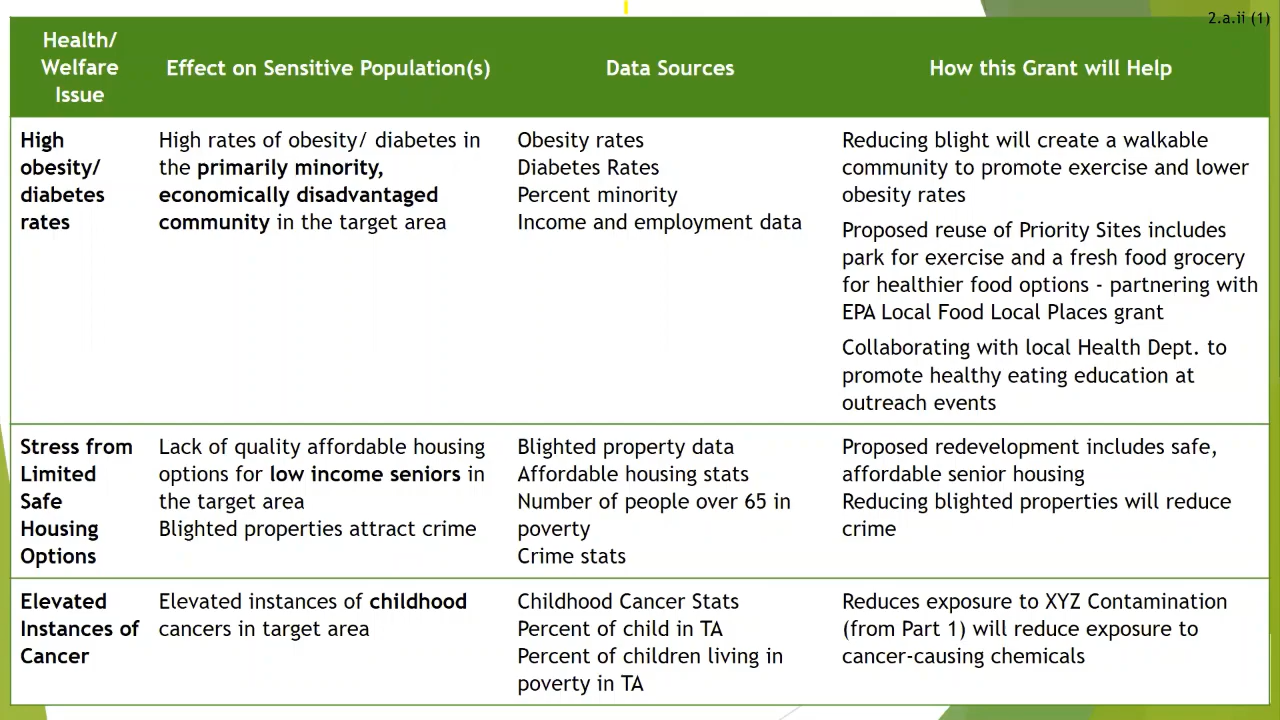 2.a.ii (1)
Health/
Welfare
Issue
Effect on Sensitive Population(s)
Data Sources
How this Grant will Help
High
obesity/
diabetes
rates
High rates of obesity/ diabetes in
the primarily minority,
economically disadvantaged
community in the target area
Obesity rates
Diabetes Rates
Percent minority
Income and employment data
Reducing blight will create a walkable
community to promote exercise and lower
obesity rates
Proposed reuse of Priority Sites includes
park for exercise and a fresh food grocery
for healthier food options - partnering with
EPA Local Food Local Places grant
Collaborating with local Health Dept. to
promote healthy eating education at
outreach events
Stress from
Limited
Safe
Housing
Options
Lack of quality affordable housing
options for low income seniors in
the target area
Blighted properties attract crime
Blighted property data
Affordable housing stats
Number of people over 65 in
poverty
Crime stats
Proposed redevelopment includes safe,
affordable senior housing
Reducing blighted properties will reduce
crime
Elevated
Instances of
Cancer
Elevated instances of childhood
cancers in target area
Childhood Cancer Stats
Percent of child in TA
Percent of children living in
poverty in TA
Reduces exposure to XYZ Contamination
(from Part 1) will reduce exposure to
cancer-causing chemicals